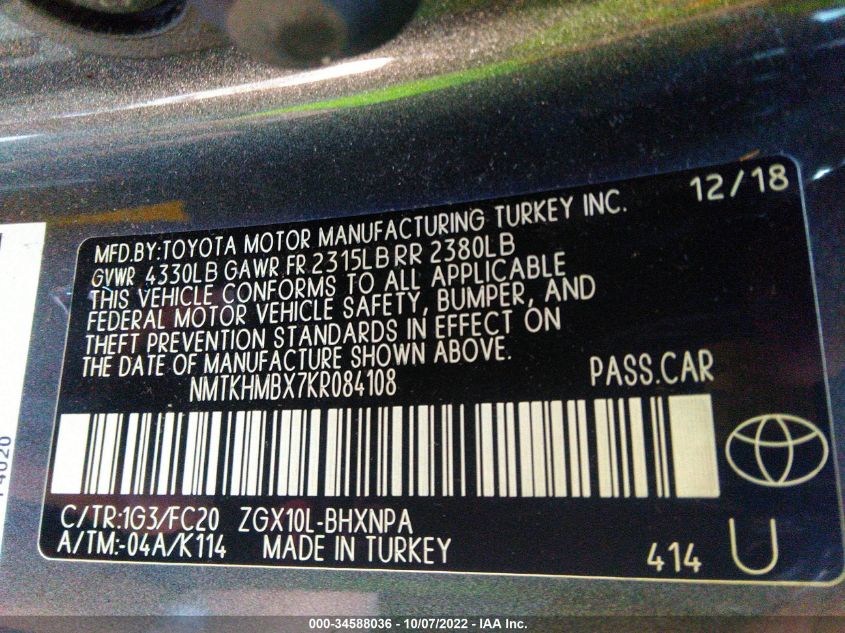 12/18
MFD.BY:TOYOTA MOTOR MANUFACTURING TURKEY INC.
GVWR 4330LB GAWR FR 2315LB RR 2380LB
THIS VEHICLE CONFORMS TO ALL APPLICABLE
FEDERAL MOTOR VEHICLE SAFETY, BUMPER, AND
THEFT PREVENTION STANDARDS IN EFFECT ON
THE DATE OF MANUFACTURE SHOWN ABOVE.
NMTKHMBX7KR084108 PASS.CAR
C/TR:1G3/FC20 ZGX10L-BHXNPA
A/TM:-04A/K114 MADE IN TURKEY
414 U
000-34588036 - 10/07/2022 - IAA Inc.